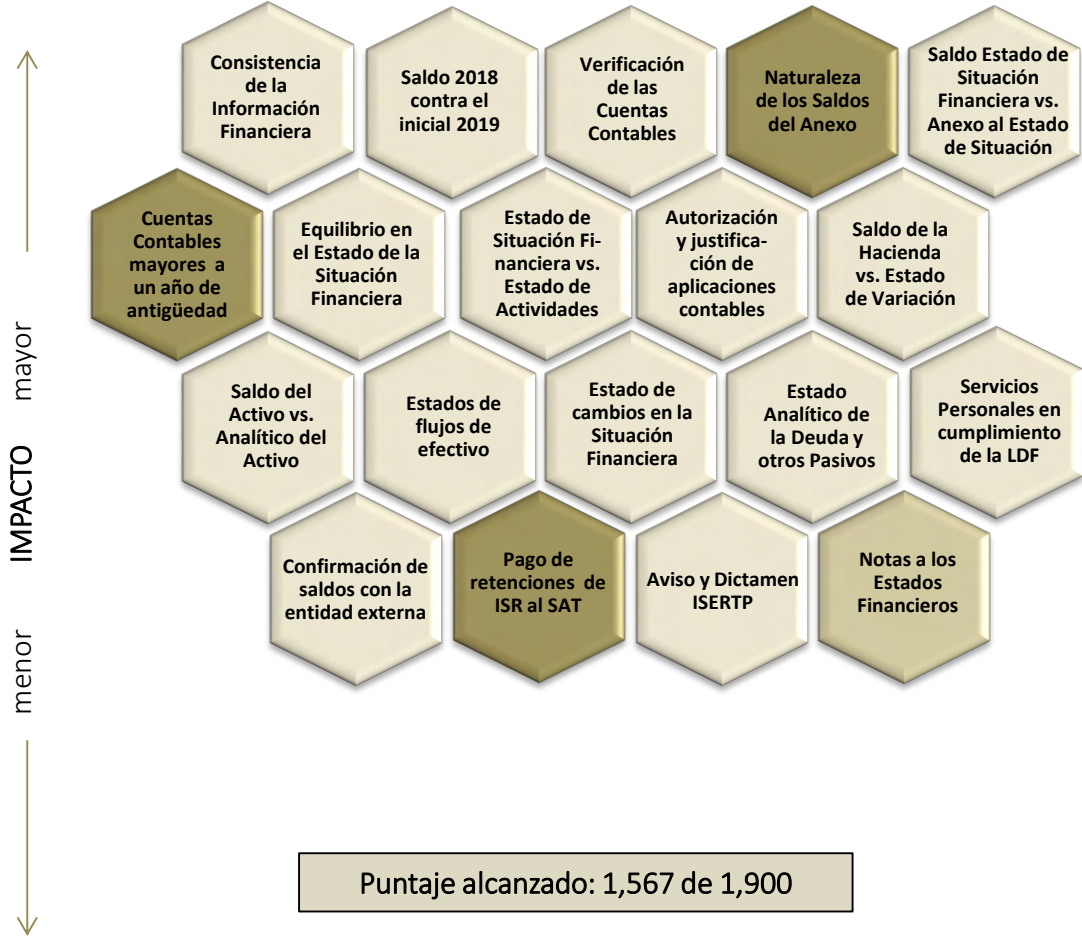 Consistencia
de la
Información
Financiera
Saldo 2018
contra el
inicial 2019
Verificación
de las
Cuentas
Contables
Naturaleza
de los Saldos
del Anexo
Saldo Estado de
Situación
Financiera vs.
Anexo al Estado
de Situación
Cuentas
Contables
mayores a
un año de
antigüedad
Equilibrio en
el Estado de la
Situación
Financiera
Estado de
Situación Fi-
nanciera vs.
Estado de
Actividades
Autorización
y justifica-
ción de
aplicaciones
contables
Saldo de la
Hacienda
vs. Estado
de Variación
Saldo del
Activo vs.
Analítico del
Activo
Estados de
flujos de
efectivo
Estado de
cambios en la
Situación
Financiera
Estado
Analítico de
la Deuda y
otros Pasivos
Servicios
Personales en
cumplimiento
de la LDF
Confirmación de
saldos con la
entidad externa
Pago de
retenciones de
ISR al SAT
Aviso y Dictamen
ISERTP
Notas a los
Estados
Financieros
menor IMPACTO mayor
Puntaje alcanzado: 1,567 de 1,900